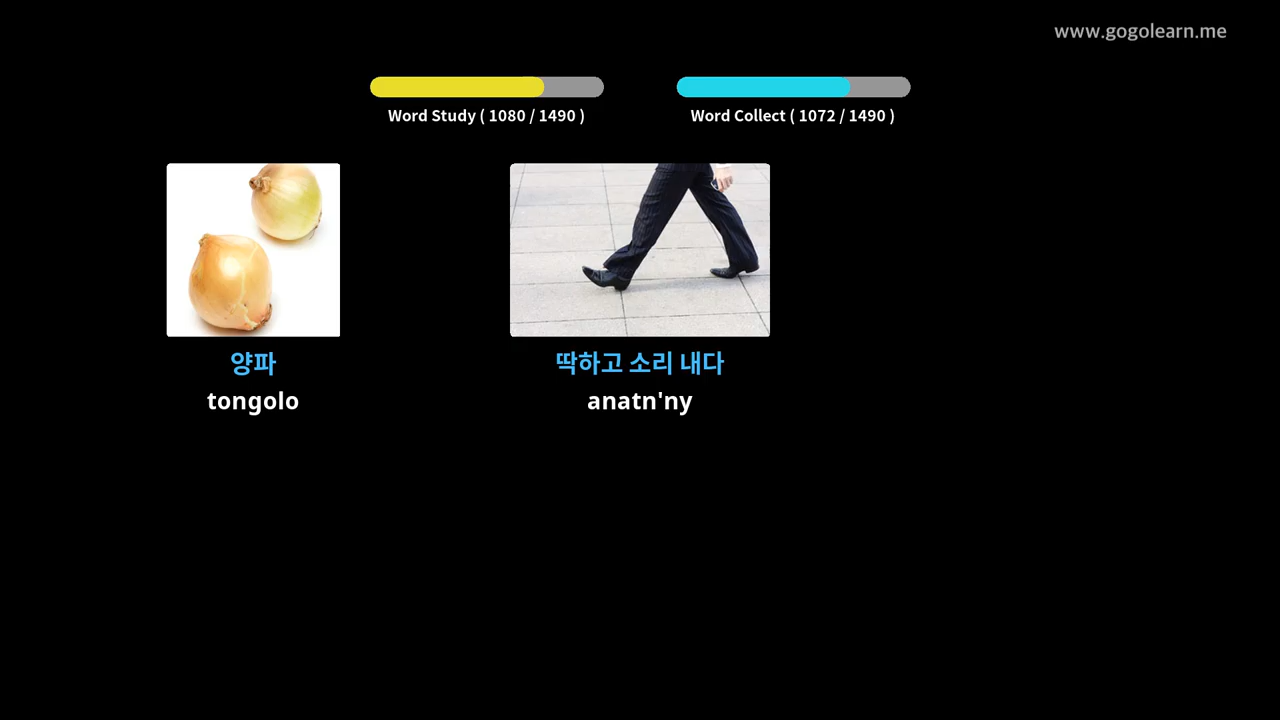 www.gogolearn.me
Word Study ( 1080 / 1490 )
Word Collect ( 1072 / 1490 )
양파
tongolo
딱하고 소리 내다
anatn'ny